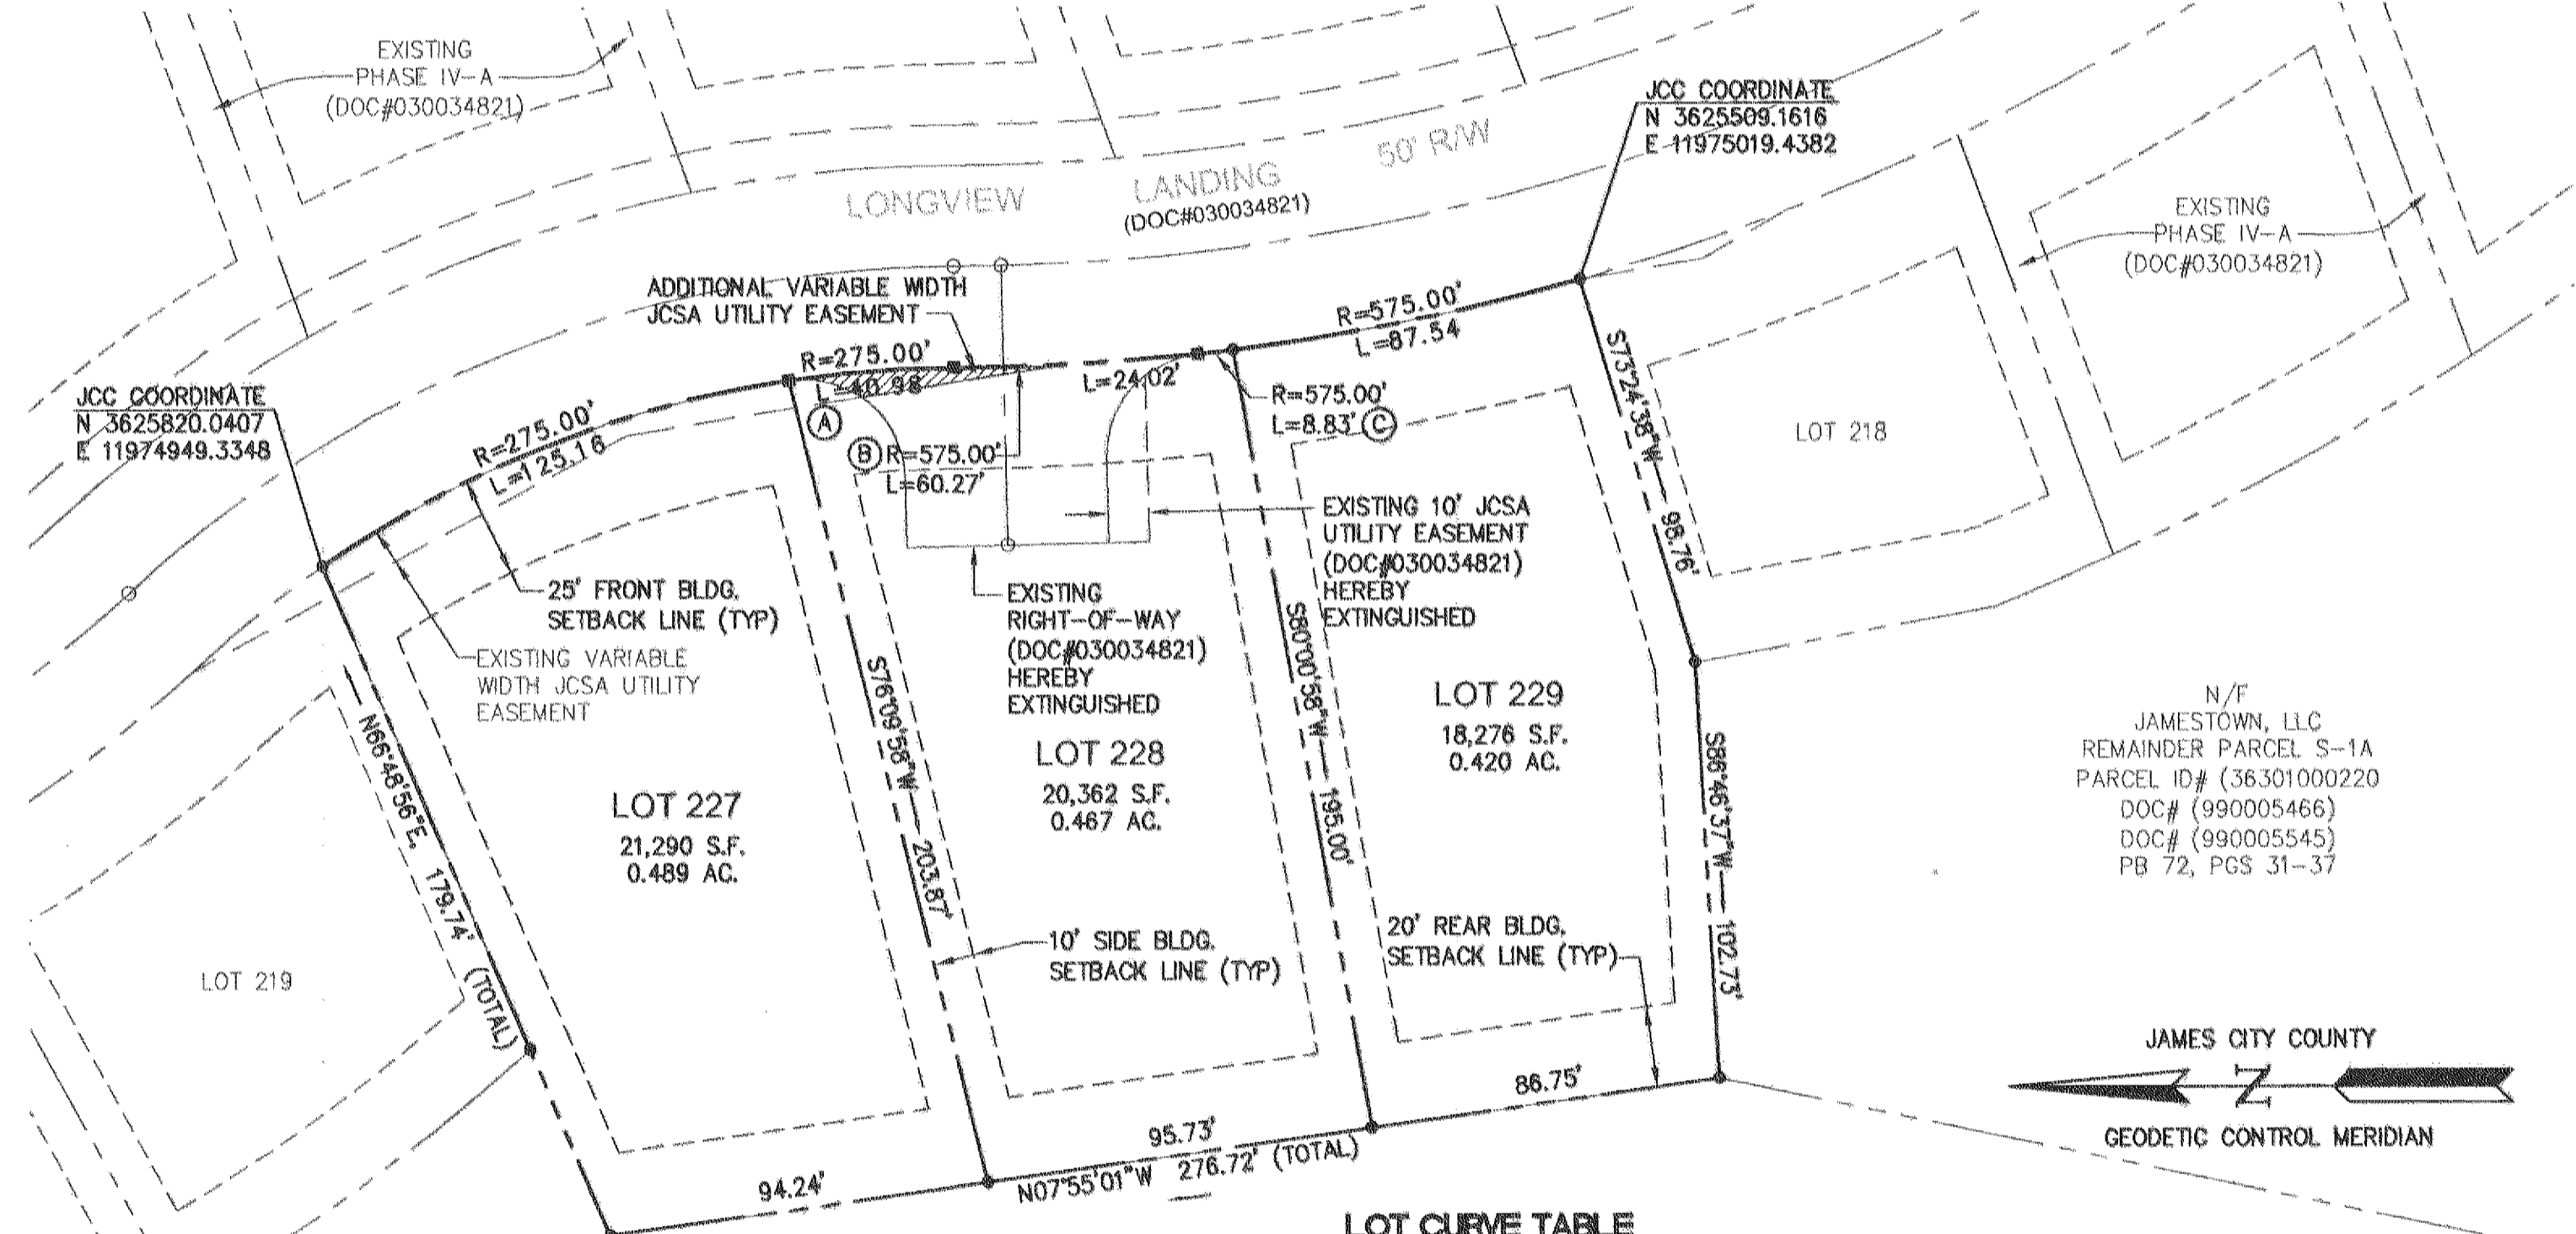 EXISTING
PHASE IV-A
(DOC#030034821)
JCC COORDINATE
N 3625509.1616
E 11975019.4382
50' R/W
LONGVIEW LANDING
(DOC#030034821)
EXISTING
PHASE IV-A
(DOC#030034821)
ADDITIONAL VARIABLE WIDTH
JCSA UTILITY EASEMENT
R=575.00'
L=87.54
R=275.00'
L=40.98
L=24.02'
JCC COORDINATE
N 3625820.0407
E 11974949.3348
R=275.00'
L=125.16
A
B R=575.00'
L=60.27'
R=575.00'
L=8.83' C
S73°24'38"W 98.76'
LOT 218
EXISTING 10' JCSA
UTILITY EASEMENT
(DOC#030034821)
HEREBY
EXTINGUISHED
25' FRONT BLDG.
SETBACK LINE (TYP)
EXISTING
RIGHT-OF-WAY
(DOC#030034821)
HEREBY
EXTINGUISHED
EXISTING VARIABLE
WIDTH JCSA UTILITY
EASEMENT
N66°48'56"E, 179.74' (TOTAL)
S76°09'58"W 203.87'
S80°00'58"W 195.00'
S86°46'37"W 102.73'
LOT 229
18,276 S.F.
0.420 AC.
LOT 228
20,362 S.F.
0.467 AC.
LOT 227
21,290 S.F.
0.489 AC.
N/F
JAMESTOWN, LLC
REMAINDER PARCEL S-1A
PARCEL ID# (36301000220
DOC# (990005466)
DOC# (990005545)
PB 72, PGS 31-37
LOT 219
10' SIDE BLDG.
SETBACK LINE (TYP)
20' REAR BLDG.
SETBACK LINE (TYP)
JAMES CITY COUNTY
N
GEODETIC CONTROL MERIDIAN
86.75'
95.73'
94.24'
N07°55'01"W 276.72' (TOTAL)
LOT CURVE TABLE